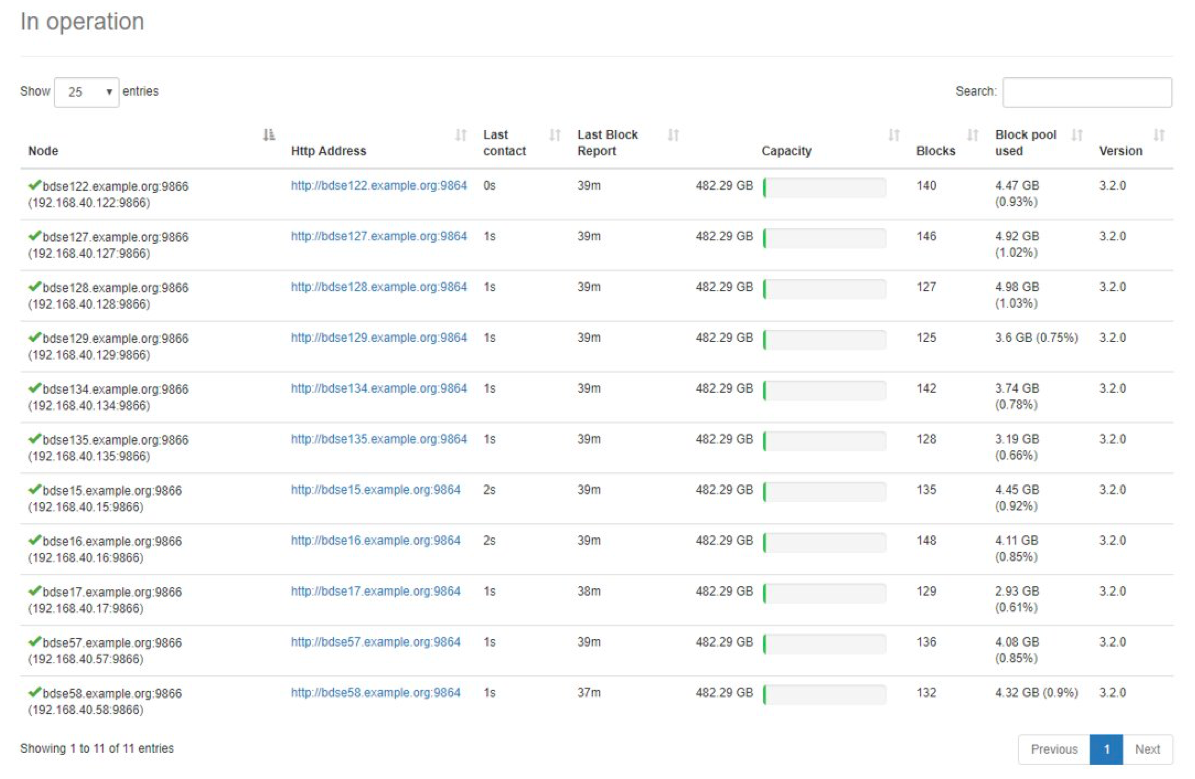 In operation
Show 25 entries Search:
Node Http Address Last contact Last Block Report Capacity Blocks Block pool used Version
bdse122.example.org:9866 http://bdse122.example.org:9864 0s 39m 482.29 GB 140 4.47 GB 3.2.0
(192.168.40.122:9866) (0.93%)
bdse127.example.org:9866 http://bdse127.example.org:9864 1s 39m 482.29 GB 146 4.92 GB 3.2.0
(192.168.40.127:9866) (1.02%)
bdse128.example.org:9866 http://bdse128.example.org:9864 1s 39m 482.29 GB 127 4.98 GB 3.2.0
(192.168.40.128:9866) (1.03%)
bdse129.example.org:9866 http://bdse129.example.org:9864 1s 39m 482.29 GB 125 3.6 GB (0.75%) 3.2.0
(192.168.40.129:9866)
bdse134.example.org:9866 http://bdse134.example.org:9864 1s 39m 482.29 GB 142 3.74 GB 3.2.0
(192.168.40.134:9866) (0.78%)
bdse135.example.org:9866 http://bdse135.example.org:9864 1s 39m 482.29 GB 128 3.19 GB 3.2.0
(192.168.40.135:9866) (0.66%)
bdse15.example.org:9866 http://bdse15.example.org:9864 2s 39m 482.29 GB 135 4.45 GB 3.2.0
(192.168.40.15:9866) (0.92%)
bdse16.example.org:9866 http://bdse16.example.org:9864 2s 39m 482.29 GB 148 4.11 GB 3.2.0
(192.168.40.16:9866) (0.85%)
bdse17.example.org:9866 http://bdse17.example.org:9864 1s 38m 482.29 GB 129 2.93 GB 3.2.0
(192.168.40.17:9866) (0.61%)
bdse57.example.org:9866 http://bdse57.example.org:9864 1s 39m 482.29 GB 136 4.08 GB 3.2.0
(192.168.40.57:9866) (0.85%)
bdse58.example.org:9866 http://bdse58.example.org:9864 1s 37m 482.29 GB 132 4.32 GB (0.9%) 3.2.0
(192.168.40.58:9866)
Showing 1 to 11 of 11 entries Previous 1 Next